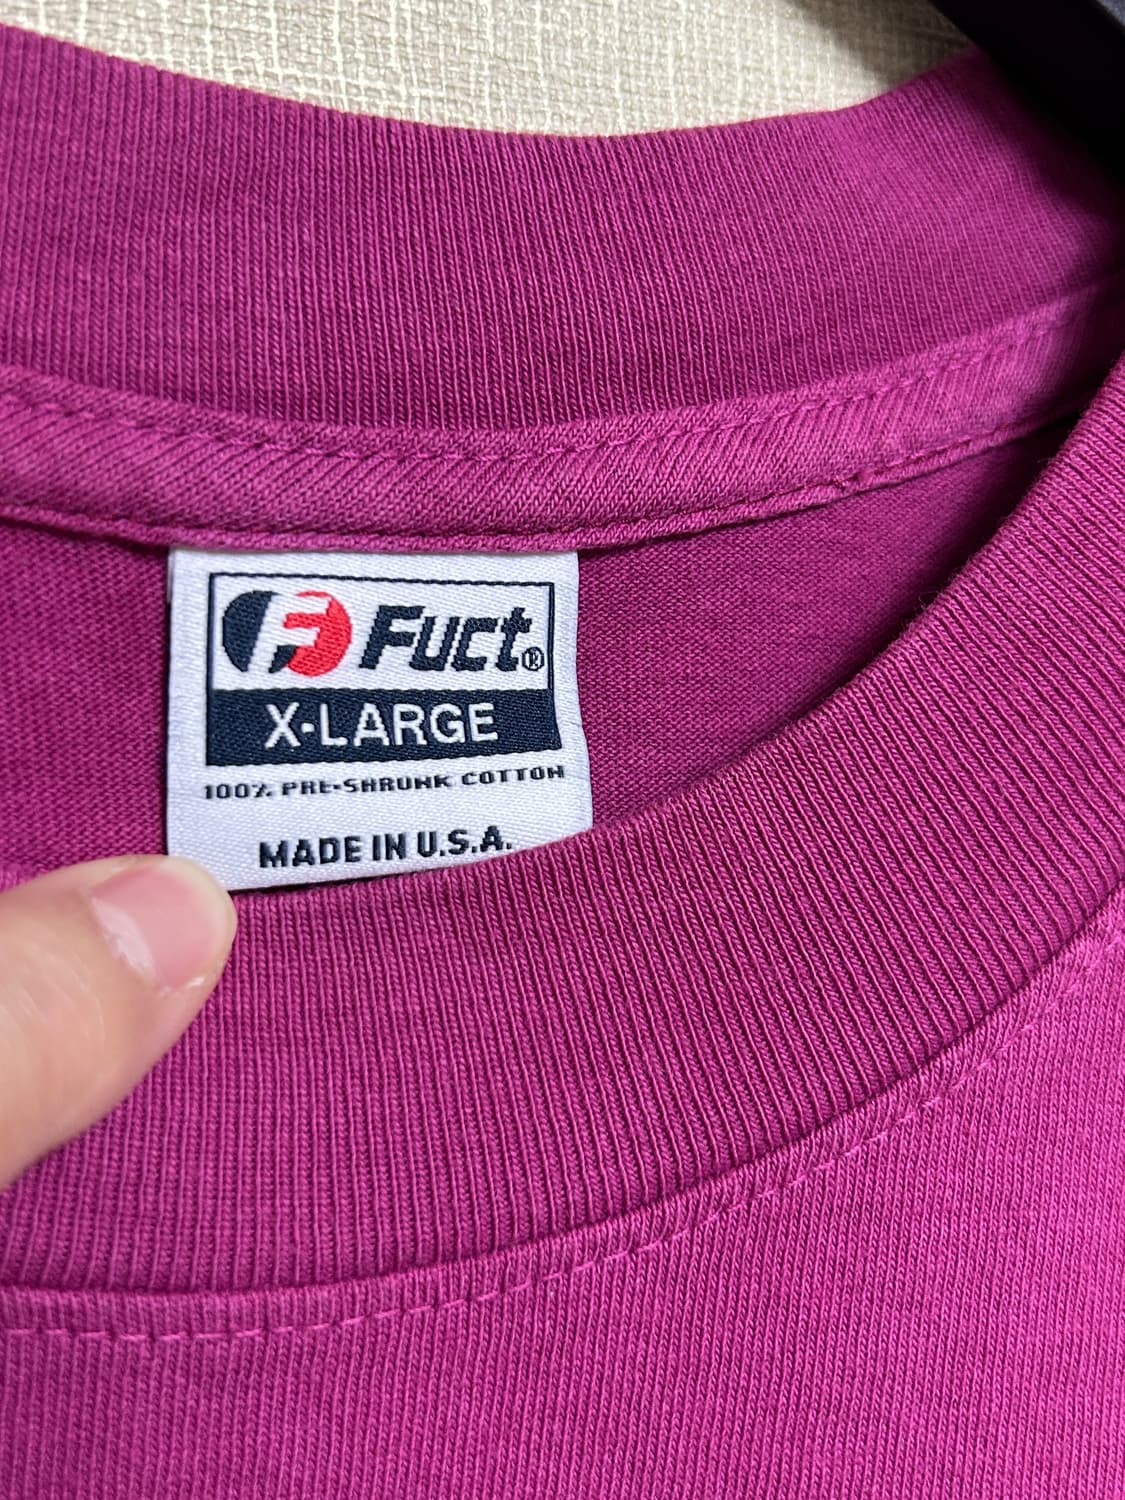 F Fuct®
X-LARGE
100% PRE-SHRUNK COTTON
MADE IN U.S.A.